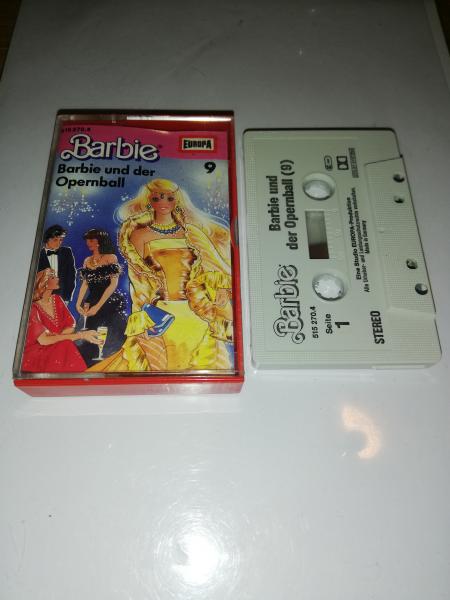 515 270.4
EUROPA
Barbie
9
Barbie und der
Opernball
Barbie
515 270.4
Seite
1
Barbie und
der Opernball (9)
STEREO
Eine Studio EUROPA-Produktion
Made in Germany